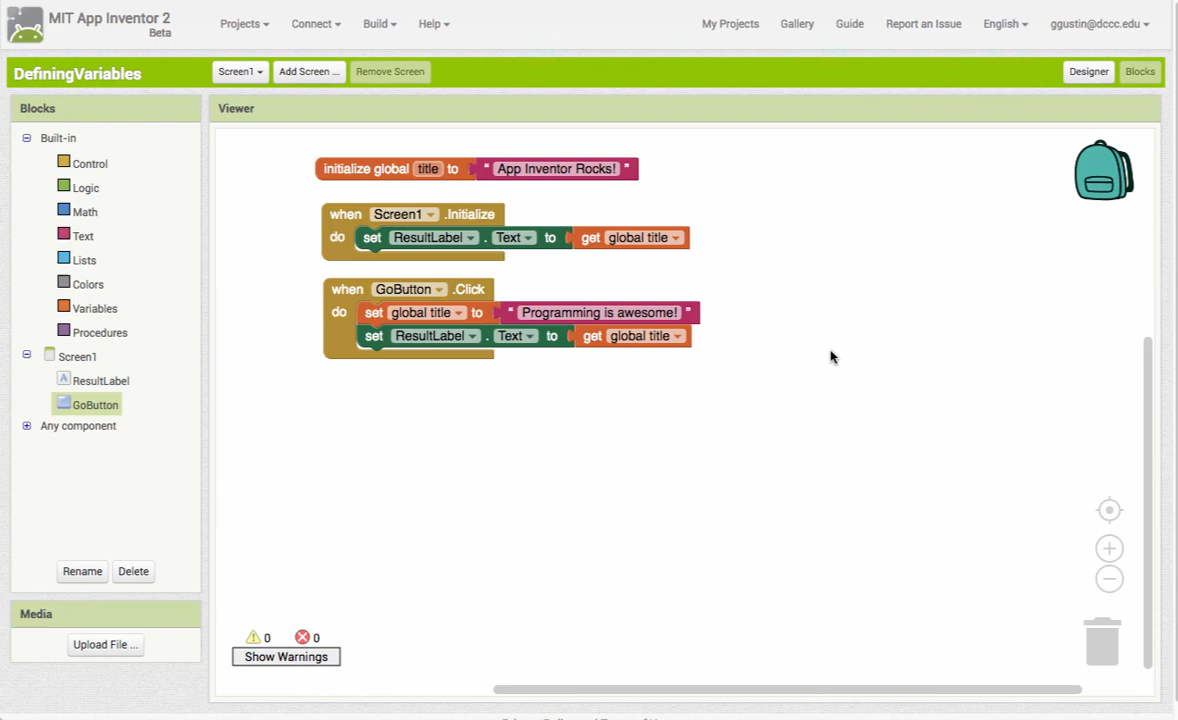 MIT App Inventor 2
Beta
Projects Connect Build Help My Projects Gallery Guide Report an Issue English ggustin@dccc.edu
DefiningVariables Screen1 Add Screen ... Remove Screen Designer Blocks
Blocks
Viewer
Built-in
Control
Logic
Math
Text
Lists
Colors
Variables
Procedures
Screen1
ResultLabel
GoButton
Any component
Rename Delete
Media
Upload File ...
initialize global title to " App Inventor Rocks! "
when Screen1 .Initialize
do set ResultLabel . Text to get global title
when GoButton .Click
do set global title to " Programming is awesome! "
set ResultLabel . Text to get global title
0 0
Show Warnings